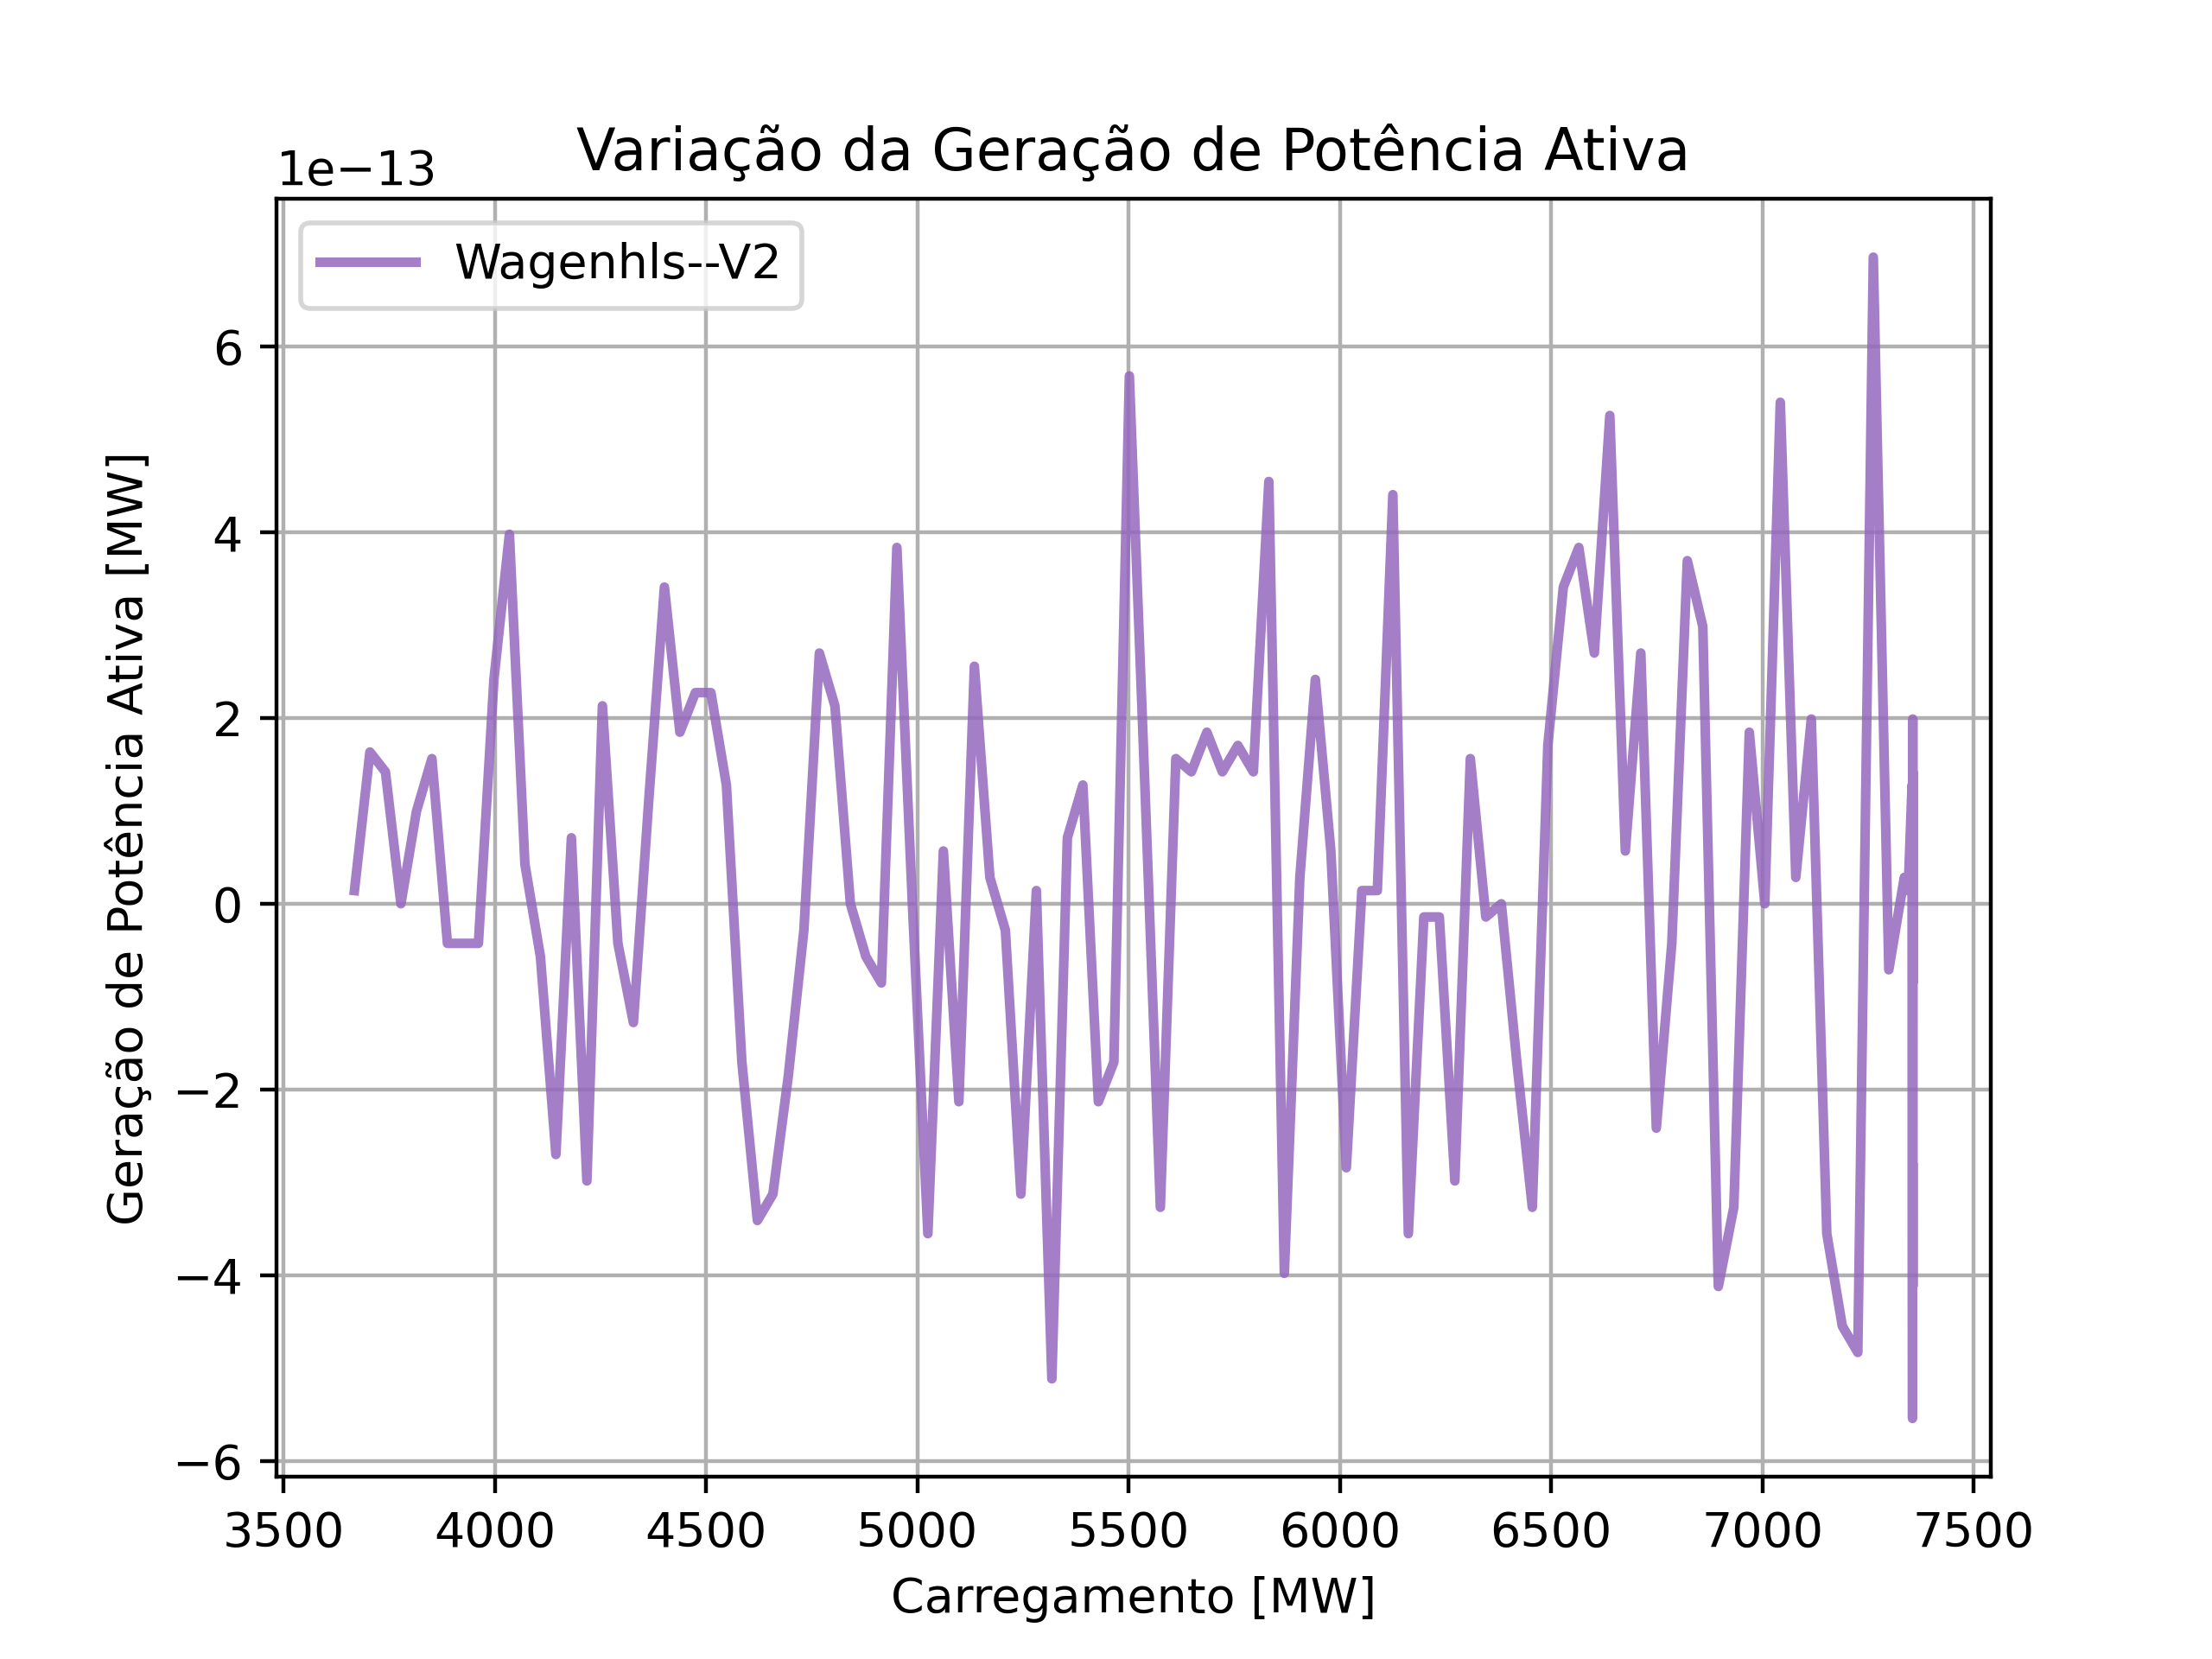 Variação da Geração de Potência Ativa
1e−13
Wagenhls--V2
Geração de Potência Ativa [MW]
6
4
2
0
−2
−4
−6
3500 4000 4500 5000 5500 6000 6500 7000 7500
Carregamento [MW]